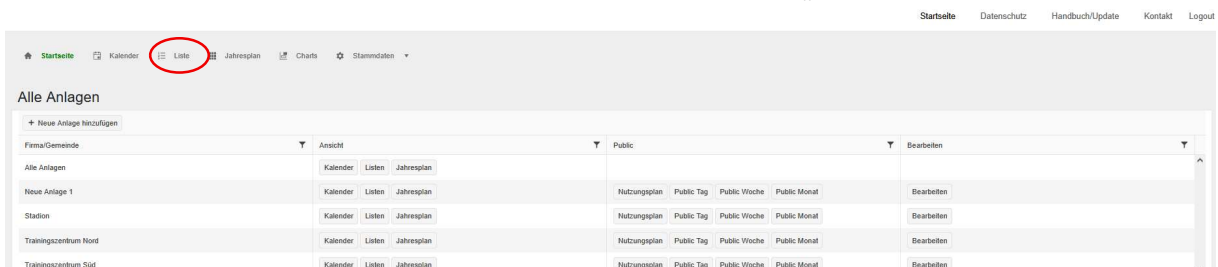 Startseite Datenschutz Handbuch/Update Kontakt Logout
Startseite Kalender Liste Jahresplan Charts Stammdaten
Alle Anlagen
+ Neue Anlage hinzufügen
Firma/Gemeinde Ansicht Public Bearbeiten
Alle Anlagen Kalender Listen Jahresplan
Neue Anlage 1 Kalender Listen Jahresplan Nutzungsplan Public Tag Public Woche Public Monat Bearbeiten
Stadion Kalender Listen Jahresplan Nutzungsplan Public Tag Public Woche Public Monat Bearbeiten
Trainingszentrum Nord Kalender Listen Jahresplan Nutzungsplan Public Tag Public Woche Public Monat Bearbeiten
Trainingszentrum Süd Kalender Listen Jahresplan Nutzungsplan Public Tag Public Woche Public Monat Bearbeiten